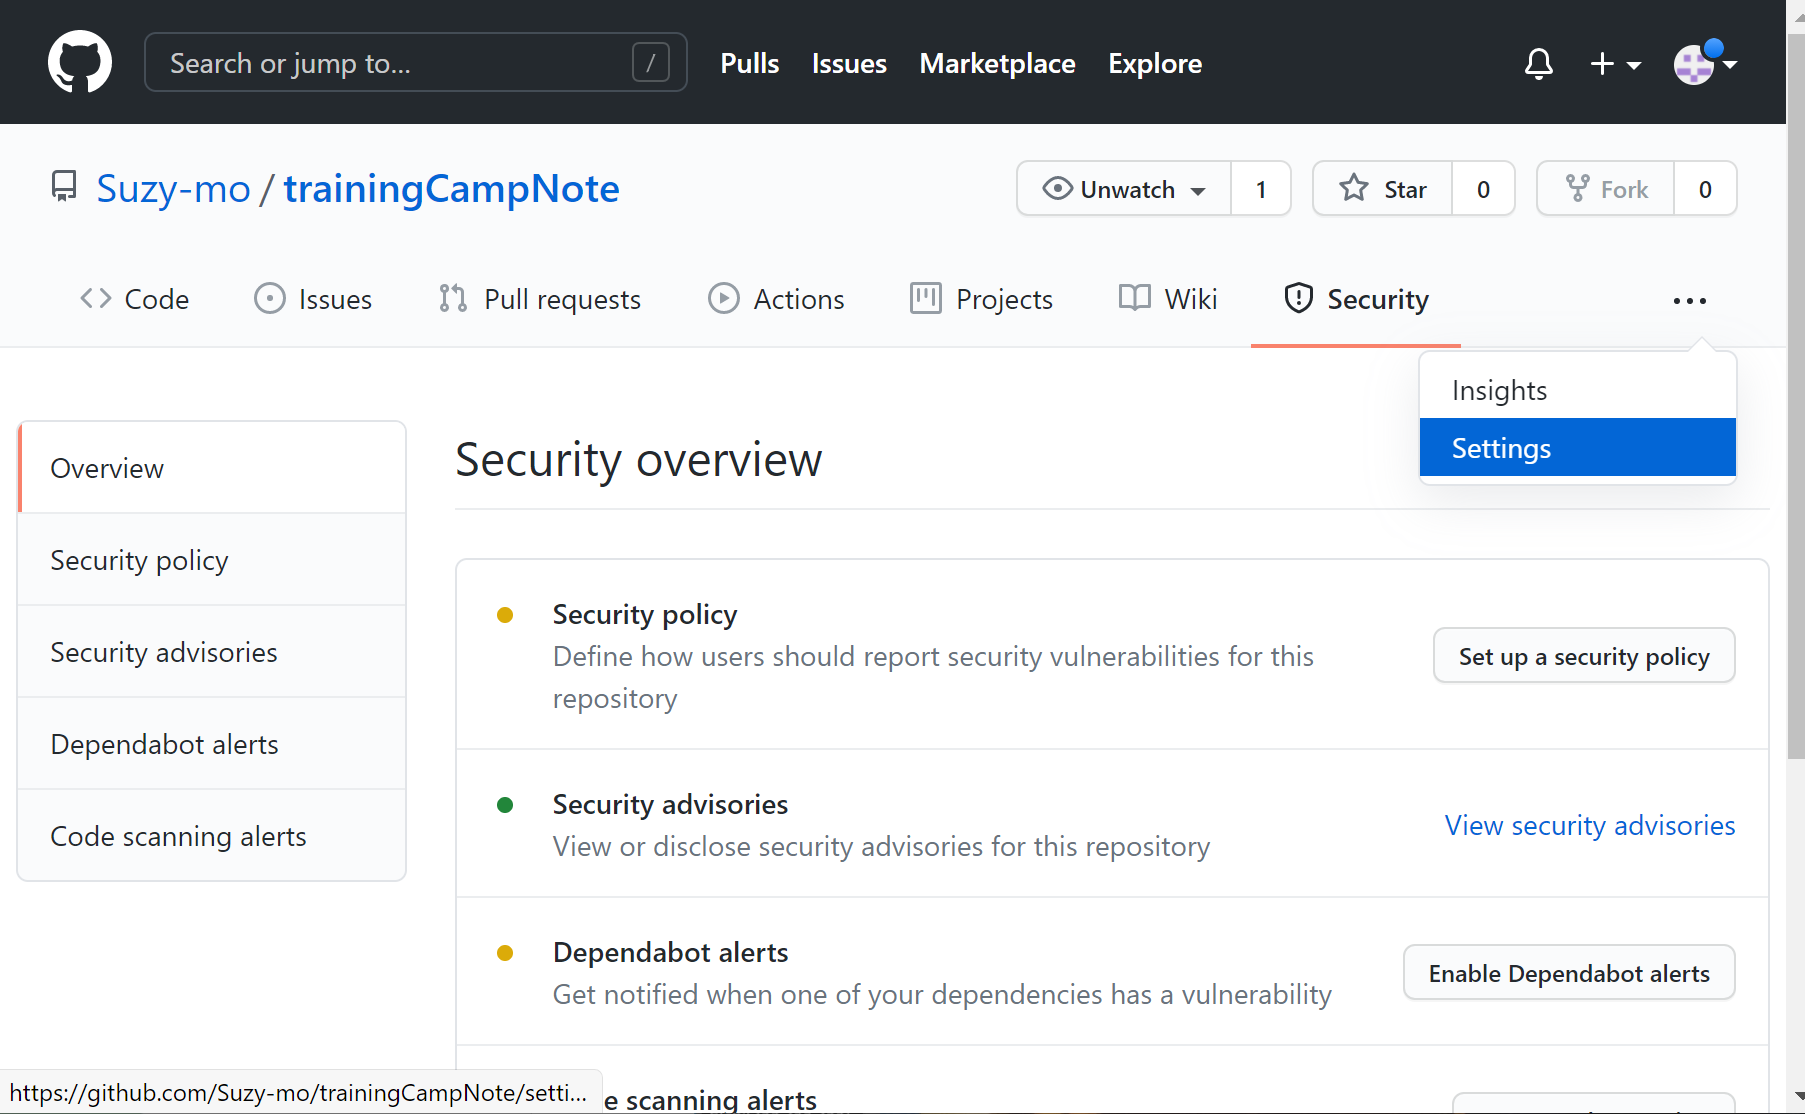 Search or jump to... /
Pulls Issues Marketplace Explore
Suzy-mo / trainingCampNote
Unwatch 1 Star 0 Fork 0
Code Issues Pull requests Actions Projects Wiki Security
Insights
Settings
Overview
Security policy
Security advisories
Dependabot alerts
Code scanning alerts
Security overview
Security policy
Define how users should report security vulnerabilities for this
repository
Set up a security policy
Security advisories
View or disclose security advisories for this repository
View security advisories
Dependabot alerts
Get notified when one of your dependencies has a vulnerability
Enable Dependabot alerts
e scanning alerts
https://github.com/Suzy-mo/trainingCampNote/setti...